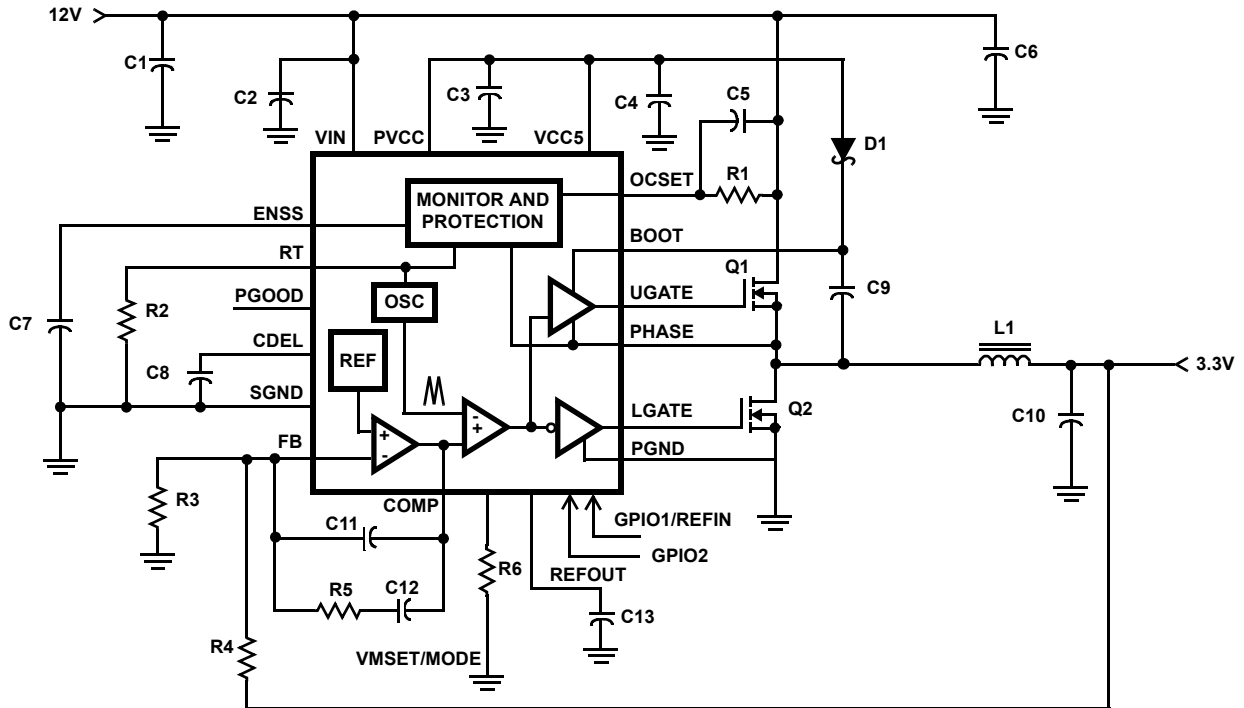 12V
C1
C2
C3
C4
C5
C6
VIN
PVCC
VCC5
D1
OCSET
R1
MONITOR AND
PROTECTION
ENSS
BOOT
RT
Q1
OSC
UGATE
C9
R2
PGOOD
C7
L1
PHASE
CDEL
REF
3.3V
C8
SGND
LGATE
Q2
C10
+
-
-
+
FB
PGND
R3
COMP
GPIO1/REFIN
C11
GPIO2
R6
REFOUT
R5
C12
C13
R4
VMSET/MODE